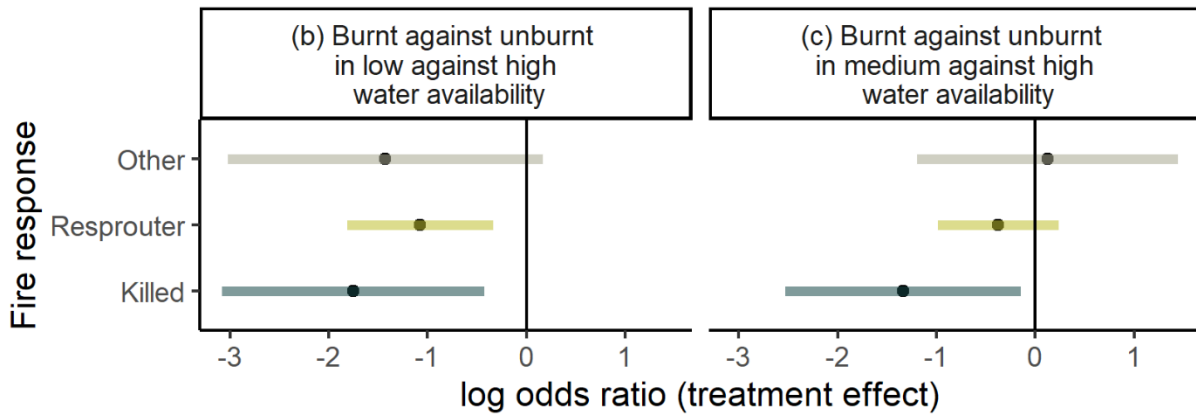 (b) Burnt against unburnt
in low against high
water availability
(c) Burnt against unburnt
in medium against high
water availability
Fire response
Other
Resprouter
Killed
-3 -2 -1 0 1
-3 -2 -1 0 1
log odds ratio (treatment effect)